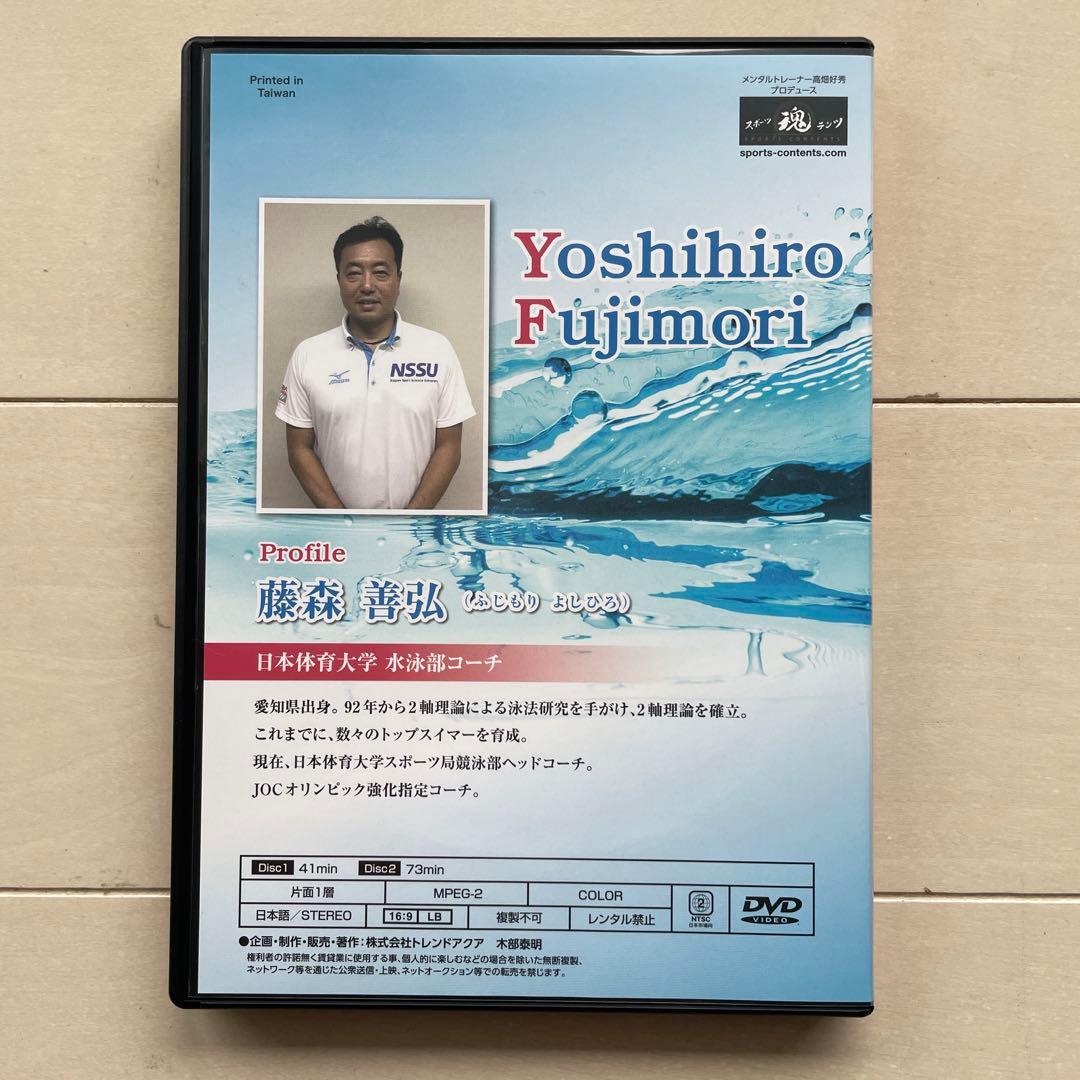 Printed in
Taiwan
メンタルトレーナー高畑好秀
プロデュース
スポーツ 魂 テンツ
SPORTS CONTENTS
sports-contents.com
Yoshihiro
Fujimori
MIZUNO
NSSU
Nippon Sport Science University
Profile
藤森 善弘 (ふじもり よしひろ)
日本体育大学 水泳部コーチ
愛知県出身。92年から2軸理論による泳法研究を手がけ、2軸理論を確立。
これまでに、数々のトップスイマーを育成。
現在、日本体育大学スポーツ局競泳部ヘッドコーチ。
JOCオリンピック強化指定コーチ。
Disc1 41min Disc2 73min
片面1層 MPEG-2 COLOR
日本語/STEREO 16:9 LB 複製不可 レンタル禁止
2
NTSC
日本市場向
DVD
VIDEO
●企画・制作・販売・著作:株式会社トレンドアクア 木部泰明
権利者の許諾無く賃貸業に使用する事、個人的に楽しむなどの場合を除いた無断複製、
ネットワーク等を通じた公衆送信・上映、ネットオークション等での転売を禁じます。